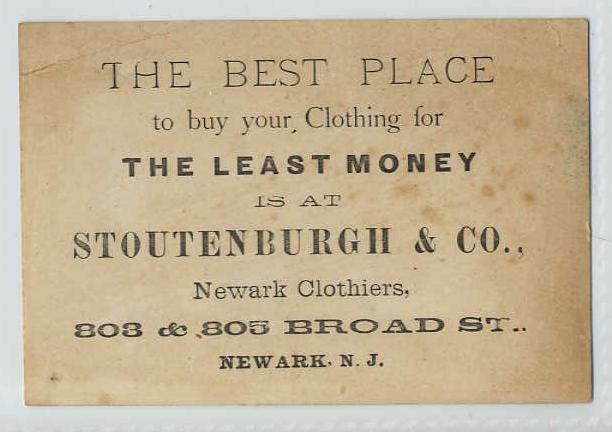 THE BEST PLACE
to buy your, Clothing for
THE LEAST MONEY
IS AT
STOUTENBURGH & CO.,
Newark Clothiers,
803 & 805 BROAD ST..
NEWARK, N. J.